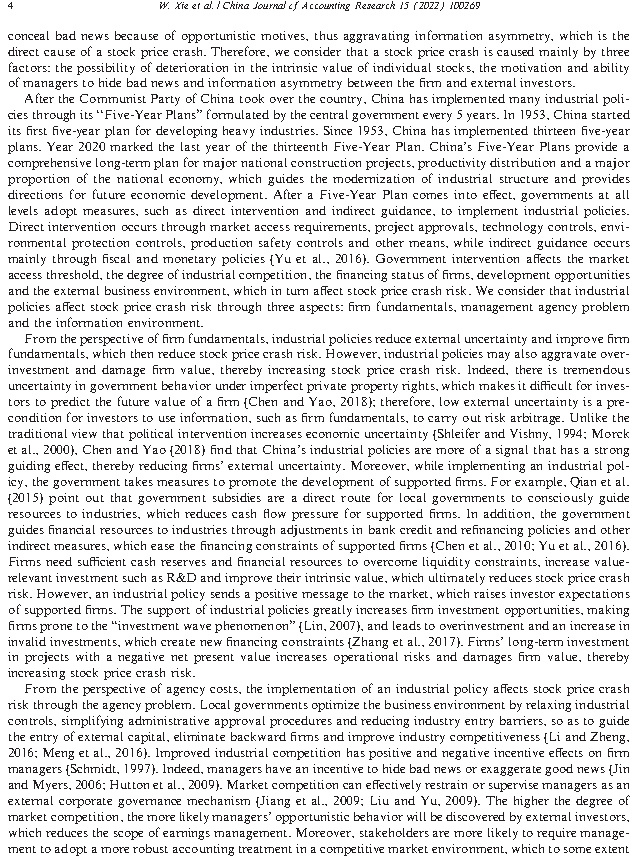 4 W. Xie et al. / China Journal of Accounting Research 15 (2022) 100269
conceal bad news because of opportunistic motives, thus aggravating information asymmetry, which is the
direct cause of a stock price crash. Therefore, we consider that a stock price crash is caused mainly by three
factors: the possibility of deterioration in the intrinsic value of individual stocks, the motivation and ability
of managers to hide bad news and information asymmetry between the firm and external investors.
After the Communist Party of China took over the country, China has implemented many industrial poli-
cies through its “Five-Year Plans” formulated by the central government every 5 years. In 1953, China started
its first five-year plan for developing heavy industries. Since 1953, China has implemented thirteen five-year
plans. Year 2020 marked the last year of the thirteenth Five-Year Plan. China's Five-Year Plans provide a
comprehensive long-term plan for major national construction projects, productivity distribution and a major
proportion of the national economy, which guides the modernization of industrial structure and provides
directions for future economic development. After a Five-Year Plan comes into effect, governments at all
levels adopt measures, such as direct intervention and indirect guidance, to implement industrial policies.
Direct intervention occurs through market access requirements, project approvals, technology controls, envi-
ronmental protection controls, production safety controls and other means, while indirect guidance occurs
mainly through fiscal and monetary policies (Yu et al., 2016). Government intervention affects the market
access threshold, the degree of industrial competition, the financing status of firms, development opportunities
and the external business environment, which in turn affect stock price crash risk. We consider that industrial
policies affect stock price crash risk through three aspects: firm fundamentals, management agency problem
and the information environment.
From the perspective of firm fundamentals, industrial policies reduce external uncertainty and improve firm
fundamentals, which then reduce stock price crash risk. However, industrial policies may also aggravate over-
investment and damage firm value, thereby increasing stock price crash risk. Indeed, there is tremendous
uncertainty in government behavior under imperfect private property rights, which makes it difficult for inves-
tors to predict the future value of a firm (Chen and Yao, 2018); therefore, low external uncertainty is a pre-
condition for investors to use information, such as firm fundamentals, to carry out risk arbitrage. Unlike the
traditional view that political intervention increases economic uncertainty (Shleifer and Vishny, 1994; Morck
et al., 2000), Chen and Yao (2018) find that China's industrial policies are more of a signal that has a strong
guiding effect, thereby reducing firms' external uncertainty. Moreover, while implementing an industrial pol-
icy, the government takes measures to promote the development of supported firms. For example, Qian et al.
(2015) point out that government subsidies are a direct route for local governments to consciously guide
resources to industries, which reduces cash flow pressure for supported firms. In addition, the government
guides financial resources to industries through adjustments in bank credit and refinancing policies and other
indirect measures, which ease the financing constraints of supported firms (Chen et al., 2010; Yu et al., 2016).
Firms need sufficient cash reserves and financial resources to overcome liquidity constraints, increase value-
relevant investment such as R&D and improve their intrinsic value, which ultimately reduces stock price crash
risk. However, an industrial policy sends a positive message to the market, which raises investor expectations
of supported firms. The support of industrial policies greatly increases firm investment opportunities, making
firms prone to the “investment wave phenomenon” (Lin, 2007), and leads to overinvestment and an increase in
invalid investments, which create new financing constraints (Zhang et al., 2017). Firms' long-term investment
in projects with a negative net present value increases operational risks and damages firm value, thereby
increasing stock price crash risk.
From the perspective of agency costs, the implementation of an industrial policy affects stock price crash
risk through the agency problem. Local governments optimize the business environment by relaxing industrial
controls, simplifying administrative approval procedures and reducing industry entry barriers, so as to guide
the entry of external capital, eliminate backward firms and improve industry competitiveness (Li and Zheng,
2016; Meng et al., 2016). Improved industrial competition has positive and negative incentive effects on firm
managers (Schmidt, 1997). Indeed, managers have an incentive to hide bad news or exaggerate good news (Jin
and Myers, 2006; Hutton et al., 2009). Market competition can effectively restrain or supervise managers as an
external corporate governance mechanism (Jiang et al., 2009; Liu and Yu, 2009). The higher the degree of
market competition, the more likely managers' opportunistic behavior will be discovered by external investors,
which reduces the scope of earnings management. Moreover, stakeholders are more likely to require manage-
ment to adopt a more robust accounting treatment in a competitive market environment, which to some extent